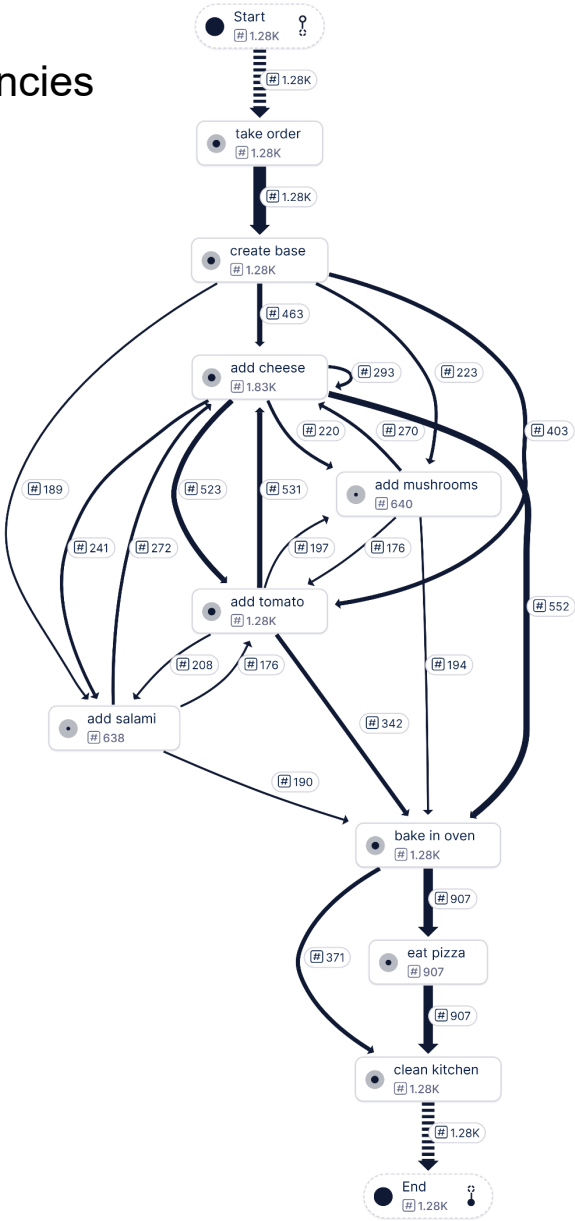 Start
# 1.28K
# 1.28K
ncies
take order
# 1.28K
# 1.28K
create base
# 1.28K
# 463
add cheese
# 1.83K
# 293
# 223
# 220
# 270
# 403
# 189
# 523
# 531
add mushrooms
# 640
# 241
# 272
# 197
# 176
add tomato
# 1.28K
# 552
# 208
# 176
# 194
add salami
# 638
# 342
# 190
bake in oven
# 1.28K
# 907
# 371
eat pizza
# 907
# 907
clean kitchen
# 1.28K
# 1.28K
End
# 1.28K